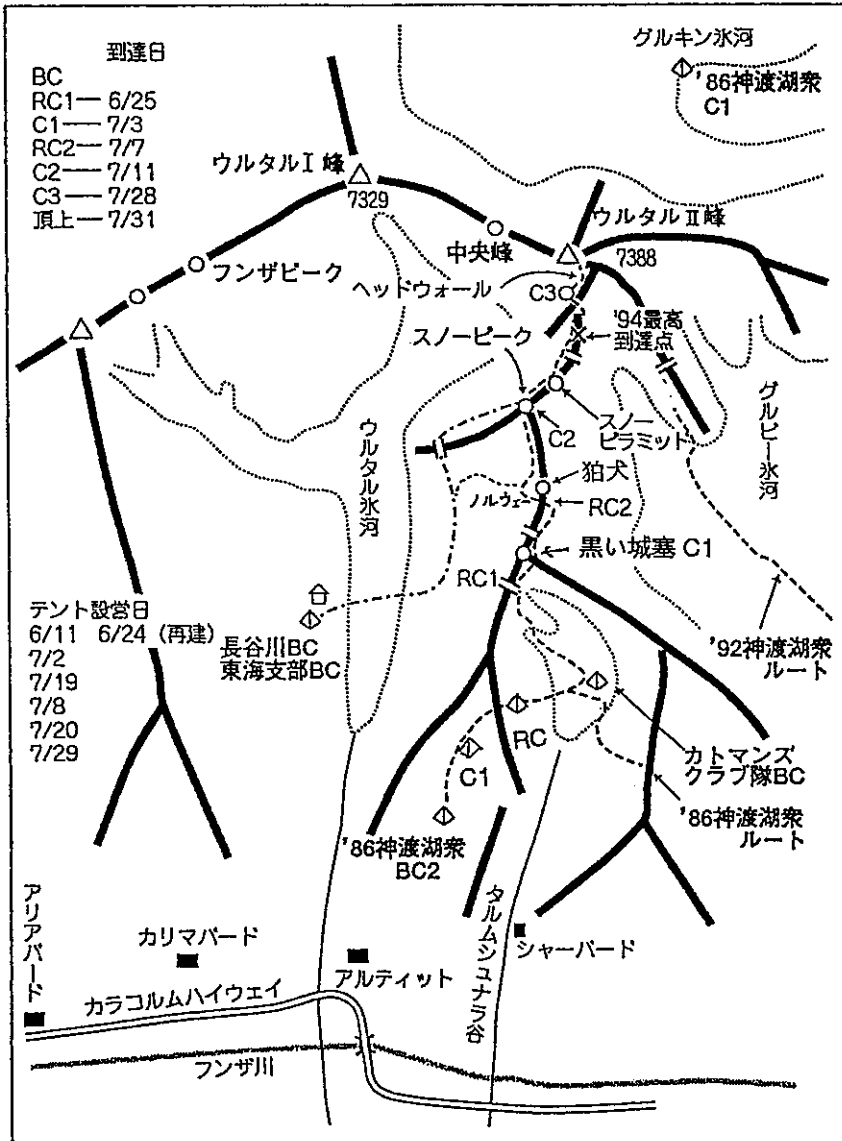 到達日
BC
RC1― 6/25
C1― 7/3
RC2― 7/7
C2― 7/11
C3― 7/28
頂上― 7/31
グルキン氷河
'86神渡湖衆
C1
ウルタルⅠ峰
7329
中央峰
ウルタルⅡ峰
7388
フンザピーク
ヘッドウォール
C3
スノーピーク
'94最高
到達点
C2
スノー
ピラミット
グルピー氷河
ウルタル氷河
狛犬
ノルウェー
RC2
黒い城塞 C1
RC1
テント設営日
6/11 6/24 (再建)
7/2
7/19
7/8
7/20
7/29
長谷川BC
東海支部BC
'92神渡湖衆
ルート
RC
C1
カトマンズ
クラブ隊BC
'86神渡湖衆
ルート
'86神渡湖衆
BC2
タルムシュナラ谷
アリアバード
カリマバード
アルティット
シャーバード
カラコルムハイウェイ
フンザ川